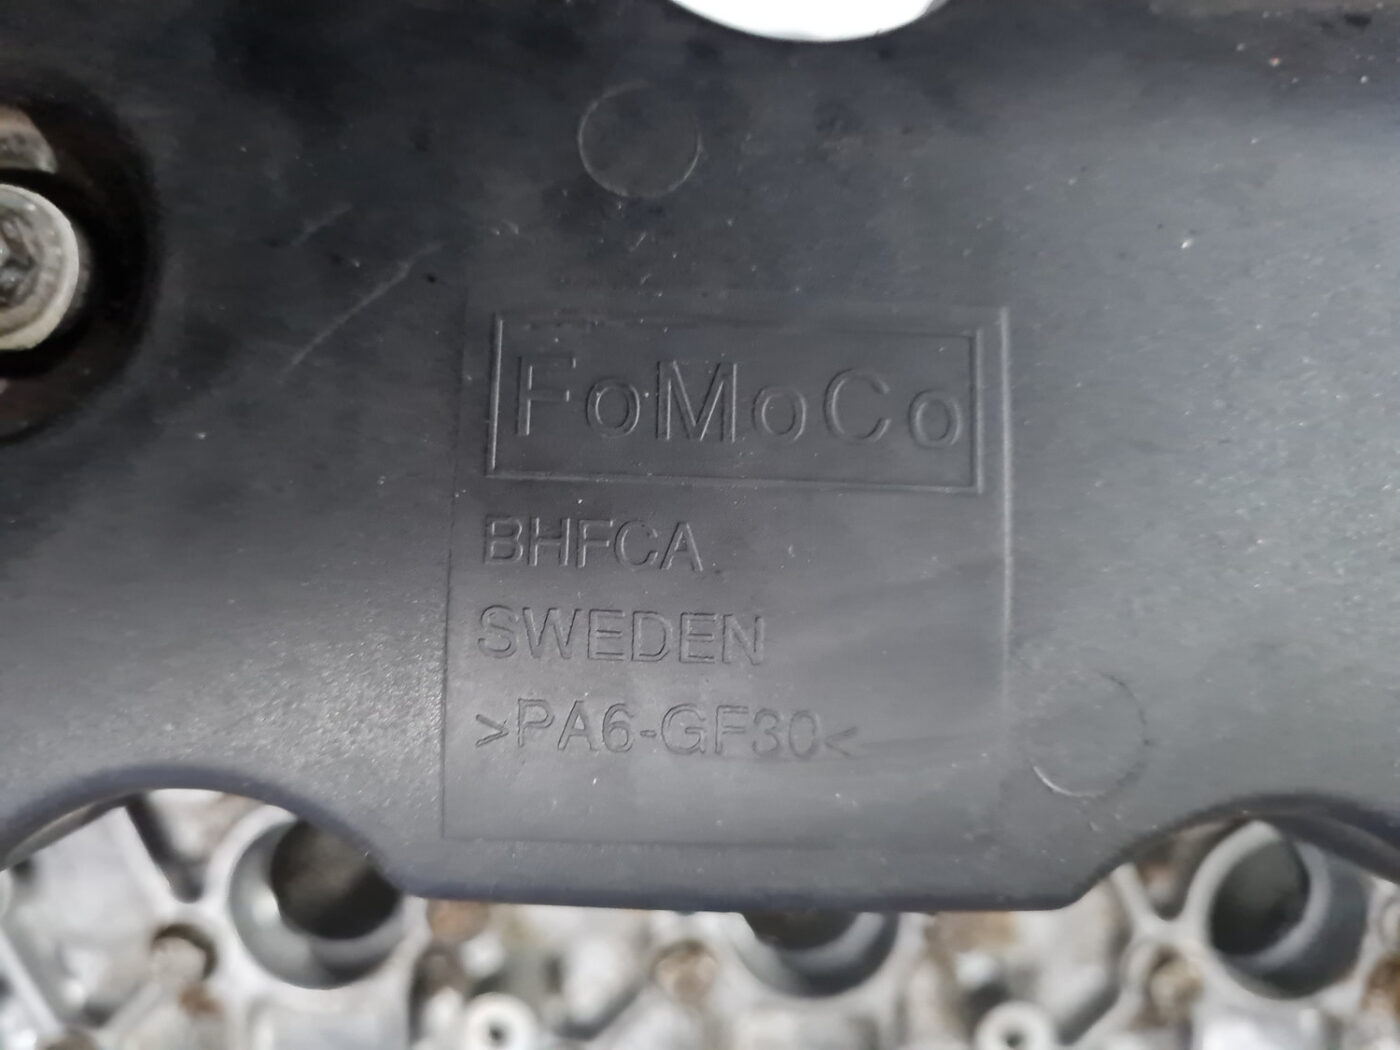 FoMoCo
BHFCA
SWEDEN
>PA6-GF30<